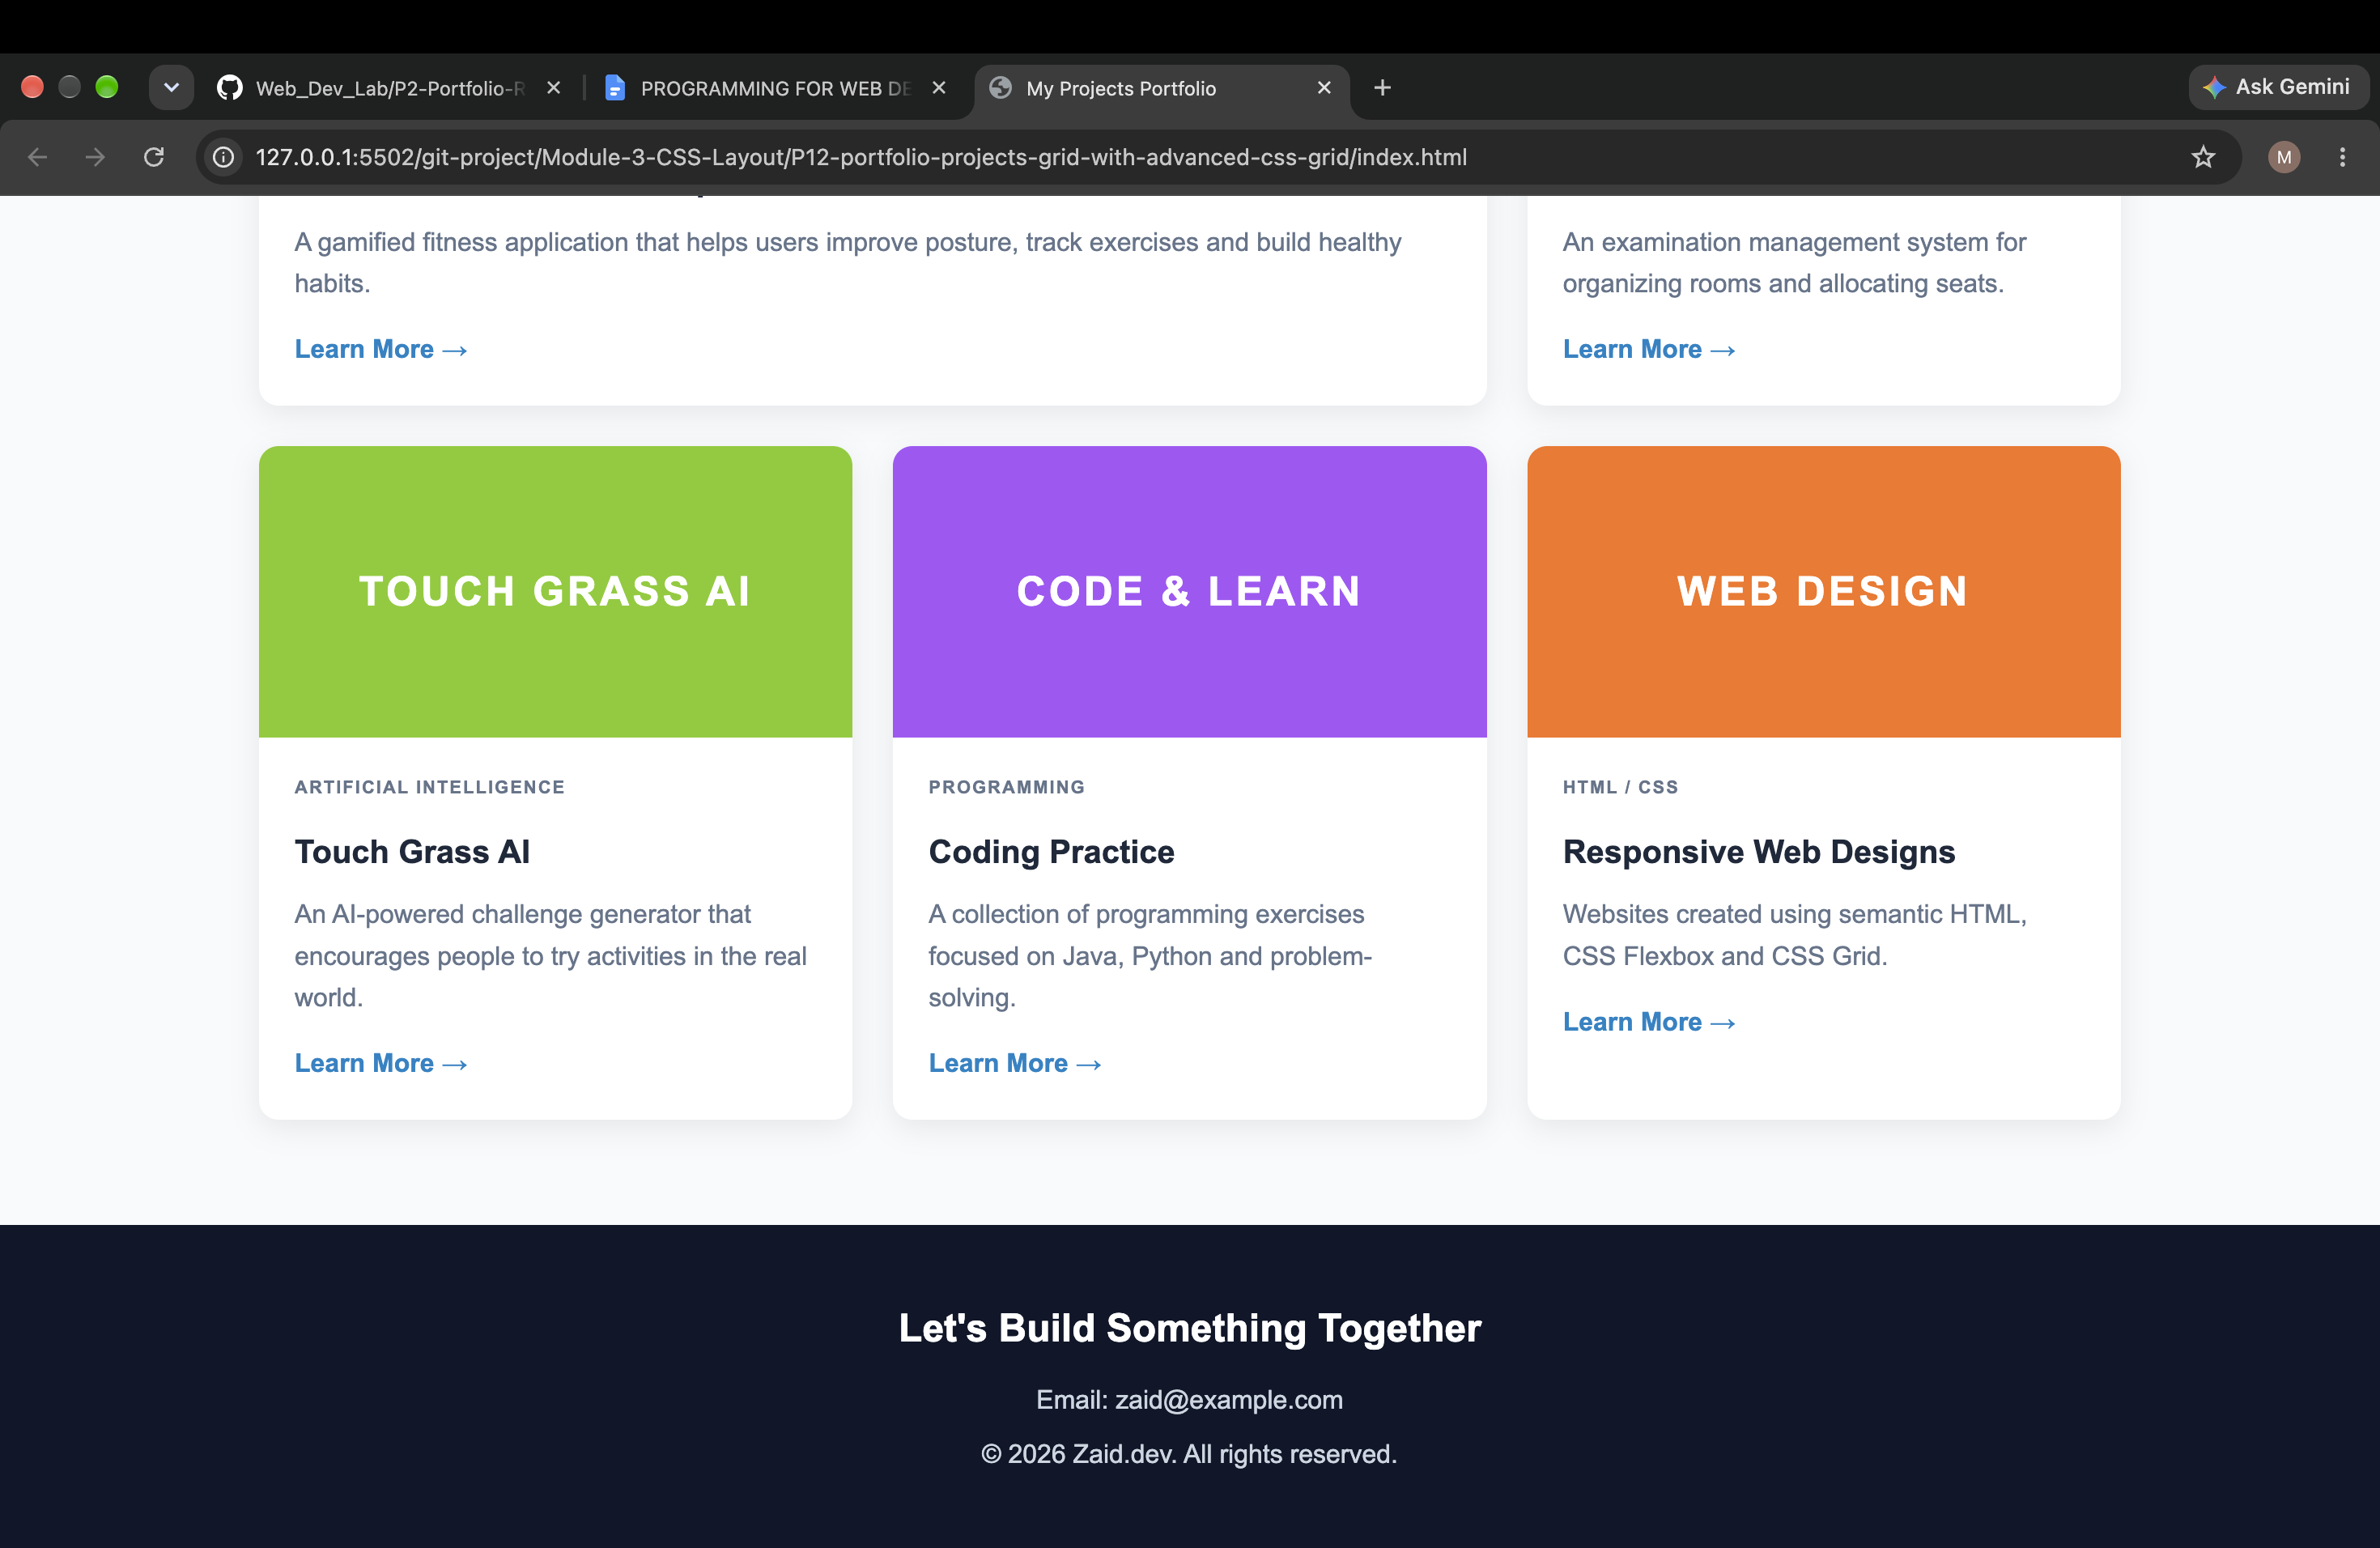 Web_Dev_Lab/P2-Portfolio-R
PROGRAMMING FOR WEB DE
My Projects Portfolio
Ask Gemini
127.0.0.1:5502/git-project/Module-3-CSS-Layout/P12-portfolio-projects-grid-with-advanced-css-grid/index.html
M
A gamified fitness application that helps users improve posture, track exercises and build healthy
habits.
Learn More →
An examination management system for
organizing rooms and allocating seats.
Learn More →
TOUCH GRASS AI
ARTIFICIAL INTELLIGENCE
Touch Grass AI
An AI-powered challenge generator that
encourages people to try activities in the real
world.
Learn More →
CODE & LEARN
PROGRAMMING
Coding Practice
A collection of programming exercises
focused on Java, Python and problem-
solving.
Learn More →
WEB DESIGN
HTML / CSS
Responsive Web Designs
Websites created using semantic HTML,
CSS Flexbox and CSS Grid.
Learn More →
Let's Build Something Together
Email: zaid@example.com
© 2026 Zaid.dev. All rights reserved.